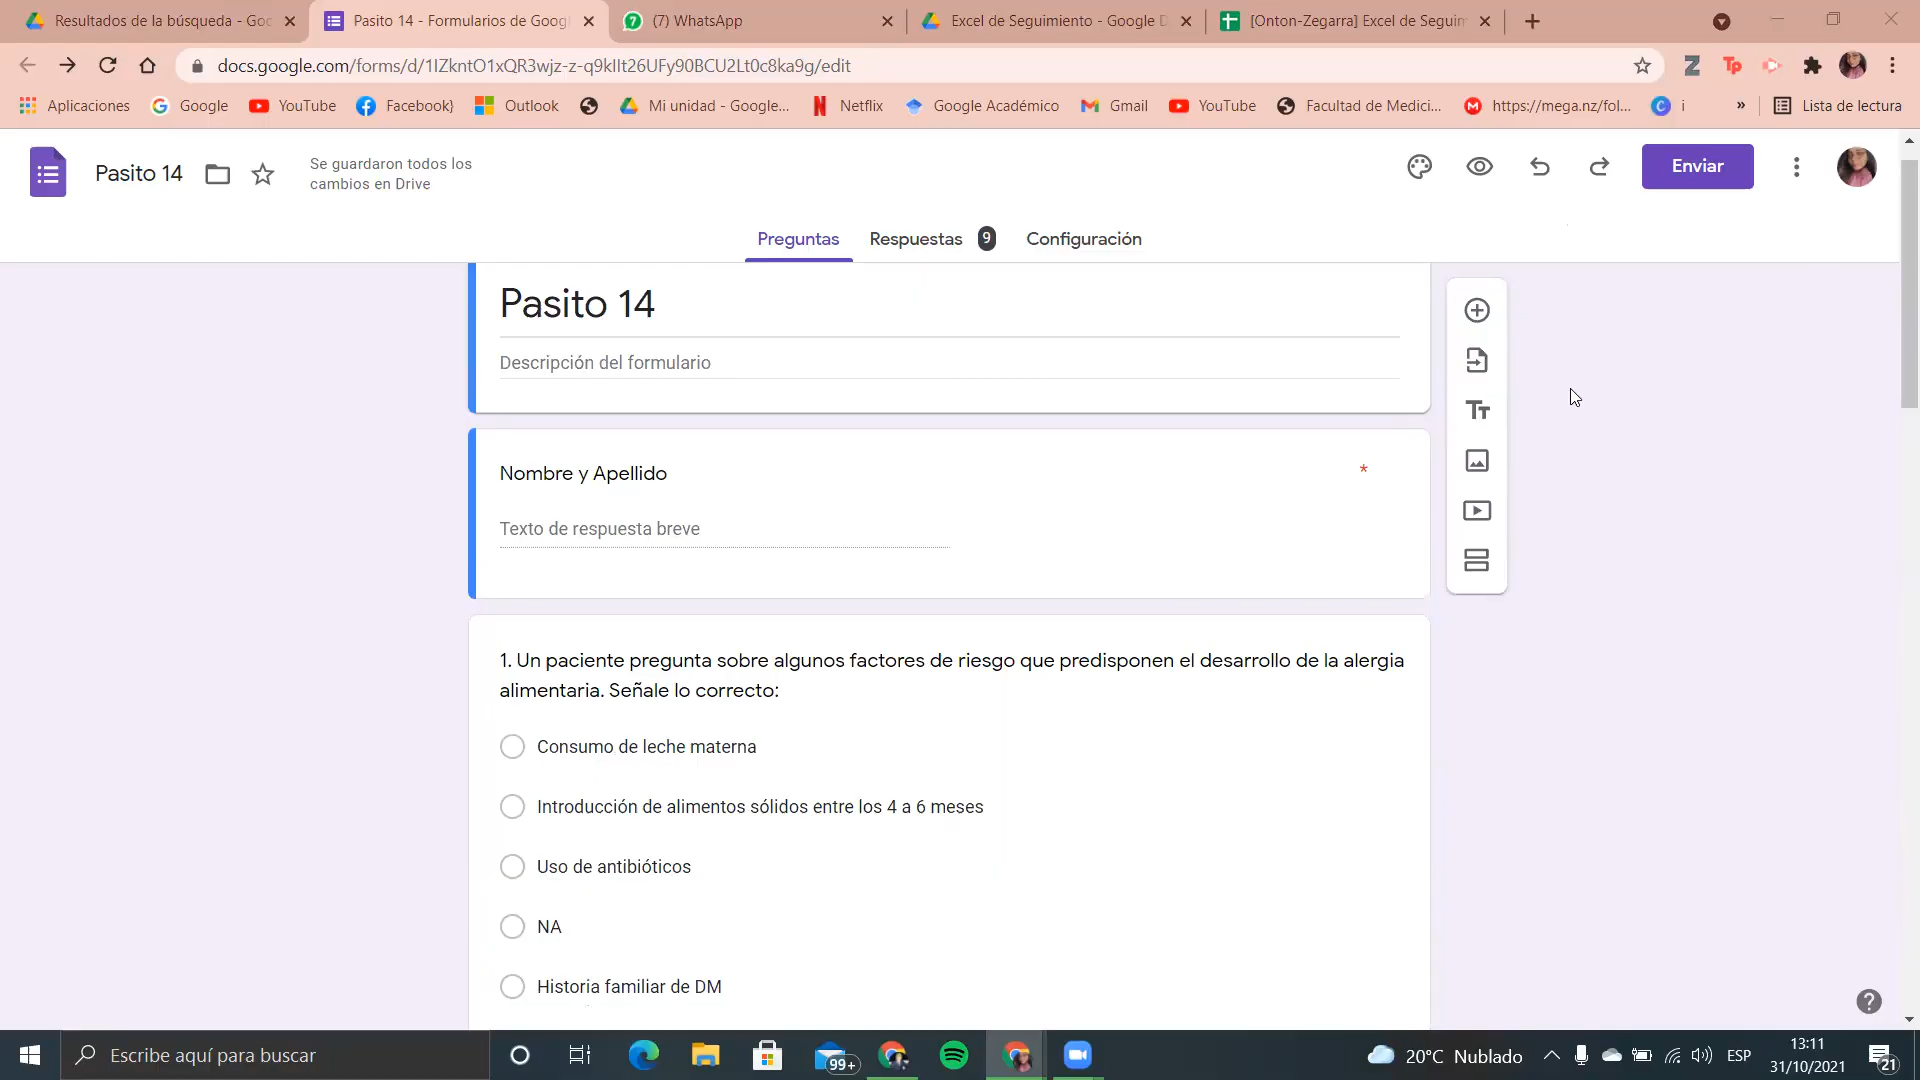 Resultados de la búsqueda - Goo
Pasito 14 - Formularios de Googl
(7) WhatsApp
Excel de Seguimiento - Google D
[Onton-Zegarra] Excel de Seguim
docs.google.com/forms/d/1IZkntO1xQR3wjz-z-q9kIIt26UFy90BCU2Lt0c8ka9g/edit
Aplicaciones
Google
YouTube
Facebook}
Outlook
Mi unidad - Google...
Netflix
Google Académico
Gmail
YouTube
Facultad de Medici...
https://mega.nz/fol...
i
»
Lista de lectura
Pasito 14
Se guardaron todos los
cambios en Drive
Enviar
Preguntas
Respuestas 9
Configuración
Pasito 14
Descripción del formulario
Nombre y Apellido *
Texto de respuesta breve
1. Un paciente pregunta sobre algunos factores de riesgo que predisponen el desarrollo de la alergia
alimentaria. Señale lo correcto:
Consumo de leche materna
Introducción de alimentos sólidos entre los 4 a 6 meses
Uso de antibióticos
NA
Historia familiar de DM
Escribe aquí para buscar
99+
20°C Nublado
ESP
13:11
31/10/2021
21